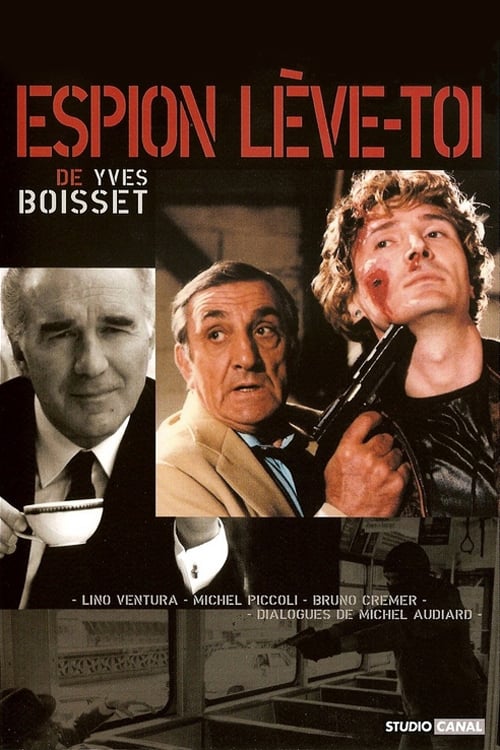 ESPION LÈVE-TOI
DE YVES
BOISSET
- LINO VENTURA - MICHEL PICCOLI - BRUNO CREMER -
- DIALOGUES DE MICHEL AUDIARD -
STUDIO CANAL